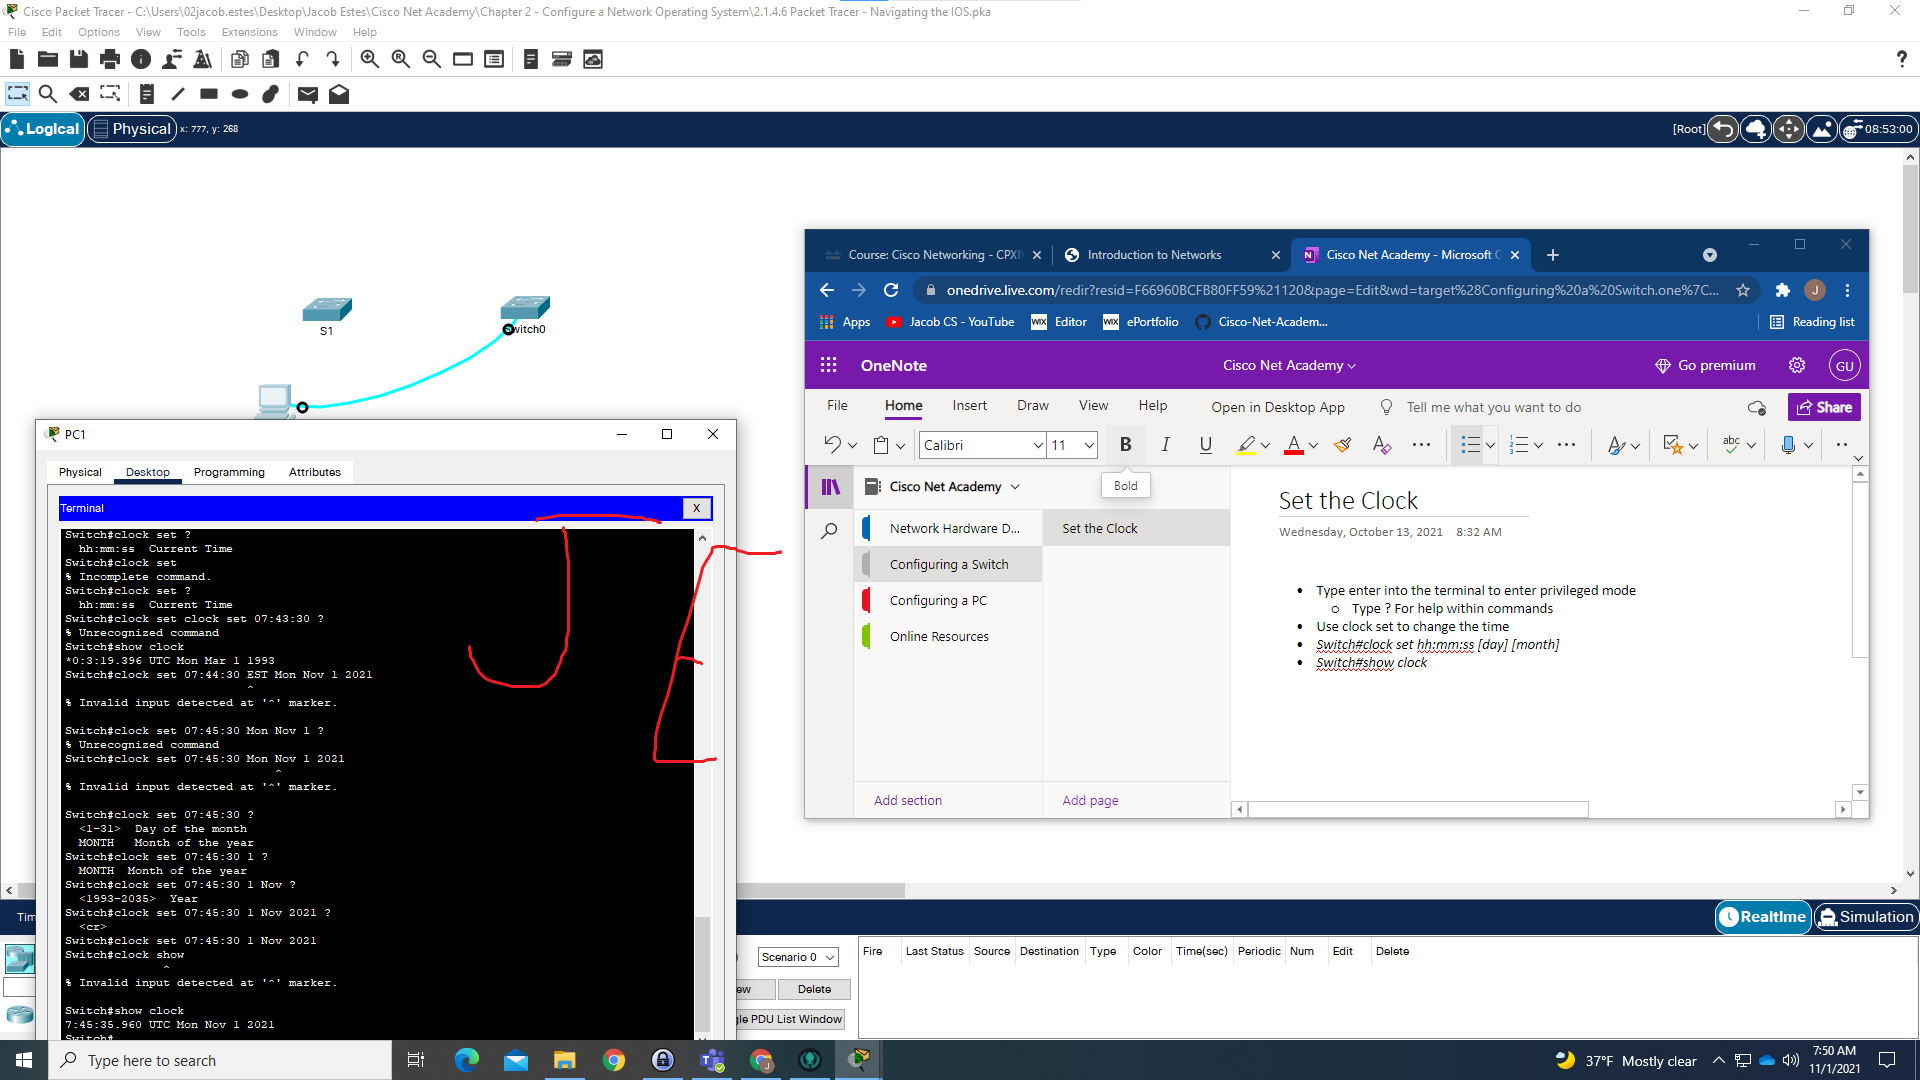 Cisco Packet Tracer - C:\Users\02jacob.estes\Desktop\Jacob Estes\Cisco Net Academy\Chapter 2 - Configure a Network Operating System\2.1.4.6 Packet Tracer - Navigating the IOS.pka
File Edit Options View Tools Extensions Window Help
Logical Physical x: 777, y: 268 [Root] 08:53:00
S1
Switch0
PC1
Physical Desktop Programming Attributes
Terminal X
Switch#clock set ?
hh:mm:ss Current Time
Switch#clock set
% Incomplete command.
Switch#clock set ?
hh:mm:ss Current Time
Switch#clock set clock set 07:43:30 ?
% Unrecognized command
Switch#show clock
*0:3:19.396 UTC Mon Mar 1 1993
Switch#clock set 07:44:30 EST Mon Nov 1 2021
^
% Invalid input detected at '^' marker.
Switch#clock set 07:45:30 Mon Nov 1 ?
% Unrecognized command
Switch#clock set 07:45:30 Mon Nov 1 2021
^
% Invalid input detected at '^' marker.
Switch#clock set 07:45:30 ?
<1-31> Day of the month
MONTH Month of the year
Switch#clock set 07:45:30 1 ?
MONTH Month of the year
Switch#clock set 07:45:30 1 Nov ?
<1993-2035> Year
Switch#clock set 07:45:30 1 Nov 2021 ?
<cr>
Switch#clock set 07:45:30 1 Nov 2021
Switch#clock show
^
% Invalid input detected at '^' marker.
Switch#show clock
7:45:35.960 UTC Mon Nov 1 2021
Switch#
J E
Course: Cisco Networking - CPXI
Introduction to Networks
Cisco Net Academy - Microsoft O
onedrive.live.com/redir?resid=F66960BCFB80FF59%21120&page=Edit&wd=target%28Configuring%20a%20Switch.one%7C...
J
Apps Jacob CS - YouTube WIX Editor WIX ePortfolio Cisco-Net-Academ... Reading list
OneNote Cisco Net Academy Go premium GU
File Home Insert Draw View Help Open in Desktop App Tell me what you want to do Share
Calibri 11 B I U A A abc
Bold
Cisco Net Academy
Network Hardware D...
Configuring a Switch
Configuring a PC
Online Resources
Add section
Set the Clock
Add page
Set the Clock
Wednesday, October 13, 2021 8:32 AM
• Type enter into the terminal to enter privileged mode
o Type ? For help within commands
• Use clock set to change the time
• Switch#clock set hh:mm:ss [day] [month]
• Switch#show clock
Tim
Realtime Simulation
Scenario 0
ew Delete
gle PDU List Window
Fire Last Status Source Destination Type Color Time(sec) Periodic Num Edit Delete
Type here to search
37°F Mostly clear
7:50 AM
11/1/2021